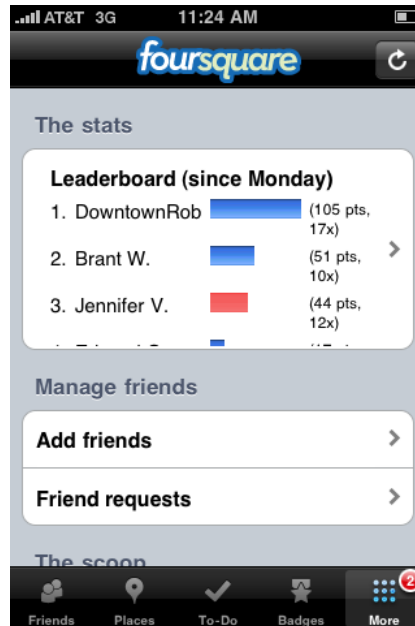 AT&T 3G 11:24 AM
foursquare
The stats
Leaderboard (since Monday)
1. DowntownRob (105 pts,
17x)
2. Brant W. (51 pts,
10x)
3. Jennifer V. (44 pts,
12x)
Manage friends
Add friends
Friend requests
The scoop
2
Friends Places To-Do Badges More